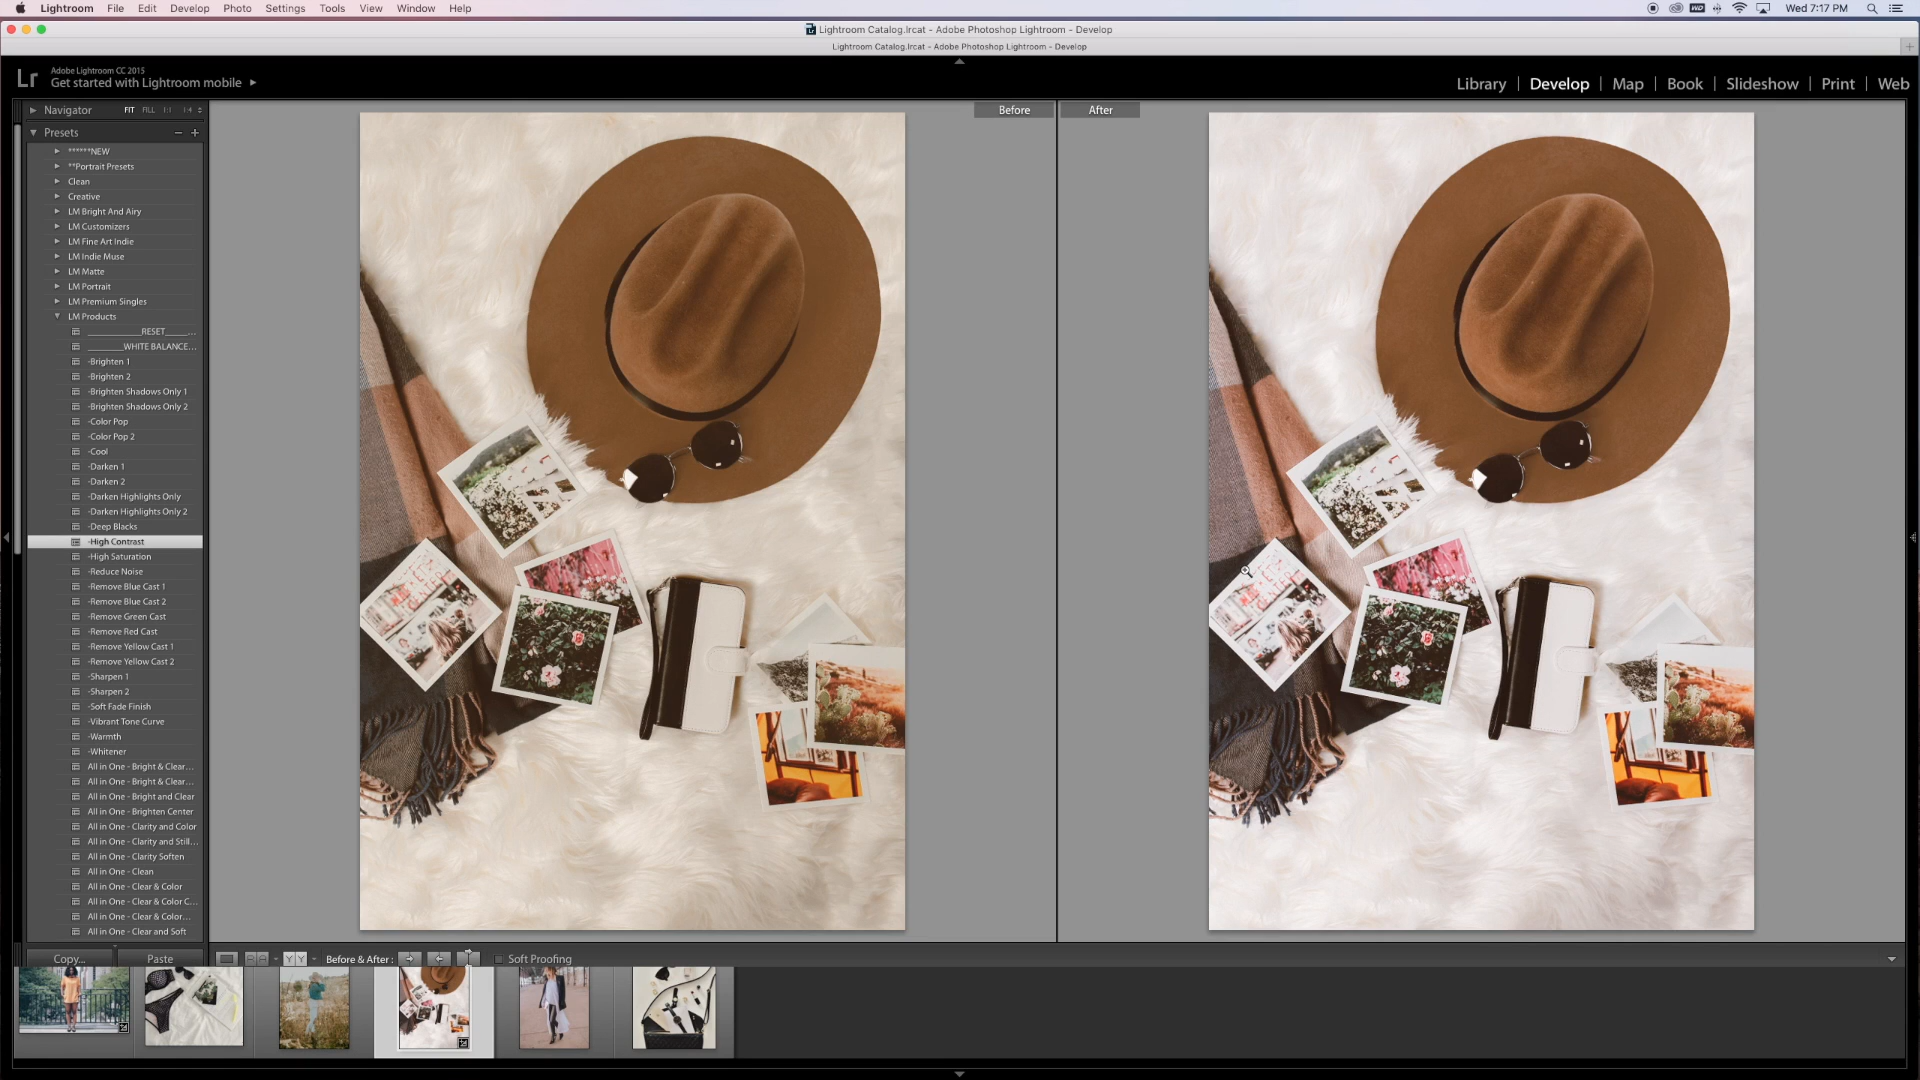 Lightroom File Edit Develop Photo Settings Tools View Window Help Wed 7:17 PM
Lightroom Catalog.lrcat - Adobe Photoshop Lightroom - Develop
Lightroom Catalog.lrcat - Adobe Photoshop Lightroom - Develop
Lr Adobe Lightroom CC 2015
Get started with Lightroom mobile
Library | Develop | Map | Book | Slideshow | Print | Web
Navigator FIT FILL 1:1 1:4
Before After
Presets
******NEW
**Portrait Presets
Clean
Creative
LM Bright And Airy
LM Customizers
LM Fine Art Indie
LM Indie Muse
LM Matte
LM Portrait
LM Premium Singles
LM Products
___________RESET_____...
________WHITE BALANCE...
-Brighten 1
-Brighten 2
-Brighten Shadows Only 1
-Brighten Shadows Only 2
-Color Pop
-Color Pop 2
-Cool
-Darken 1
-Darken 2
-Darken Highlights Only
-Darken Highlights Only 2
-Deep Blacks
-High Contrast
-High Saturation
-Reduce Noise
-Remove Blue Cast 1
-Remove Blue Cast 2
-Remove Green Cast
-Remove Red Cast
-Remove Yellow Cast 1
-Remove Yellow Cast 2
-Sharpen 1
-Sharpen 2
-Soft Fade Finish
-Vibrant Tone Curve
-Warmth
-Whitener
All in One - Bright & Clear...
All in One - Bright & Clear...
All in One - Bright and Clear
All in One - Brighten Center
All in One - Clarity and Color
All in One - Clarity and Still...
All in One - Clarity Soften
All in One - Clean
All in One - Clear & Color
All in One - Clear & Color C...
All in One - Clear & Color...
All in One - Clear and Soft
Copy... Paste Before & After : Soft Proofing